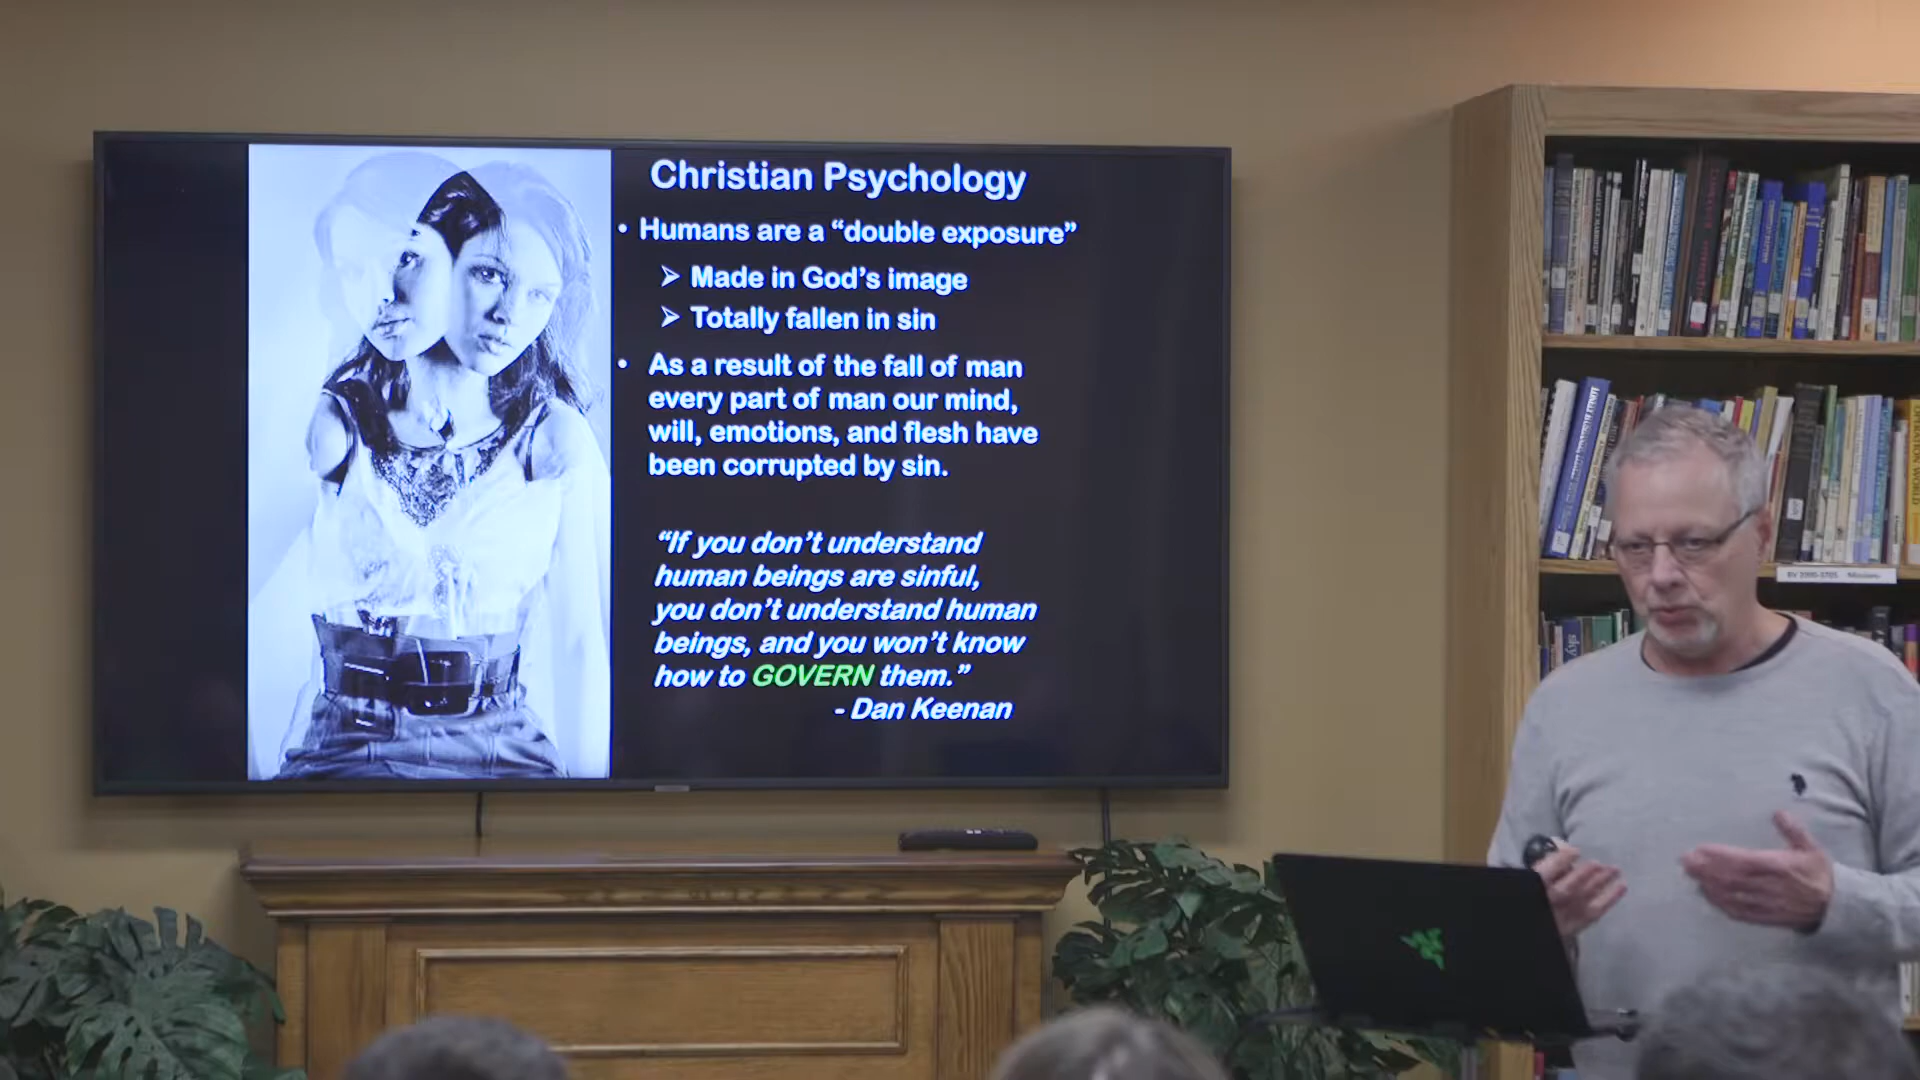 Christian Psychology
• Humans are a “double exposure”
➤ Made in God’s image
➤ Totally fallen in sin
• As a result of the fall of man
every part of man our mind,
will, emotions, and flesh have
been corrupted by sin.
“If you don’t understand
human beings are sinful,
you don’t understand human
beings, and you won’t know
how to GOVERN them.”
- Dan Keenan
OPERATION WORLD